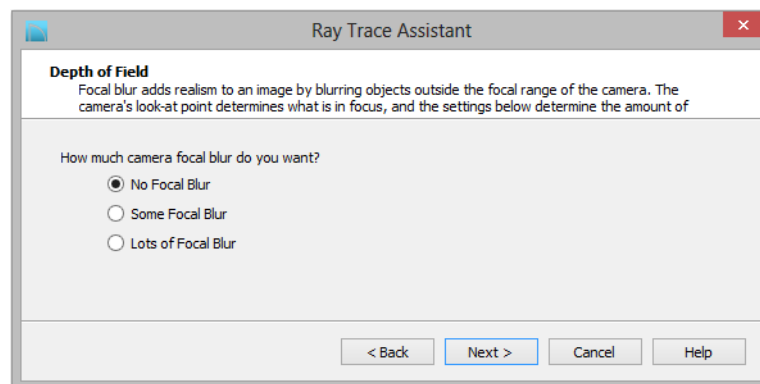 Ray Trace Assistant
Depth of Field
Focal blur adds realism to an image by blurring objects outside the focal range of the camera. The
camera's look-at point determines what is in focus, and the settings below determine the amount of
How much camera focal blur do you want?
No Focal Blur
Some Focal Blur
Lots of Focal Blur
< Back Next > Cancel Help